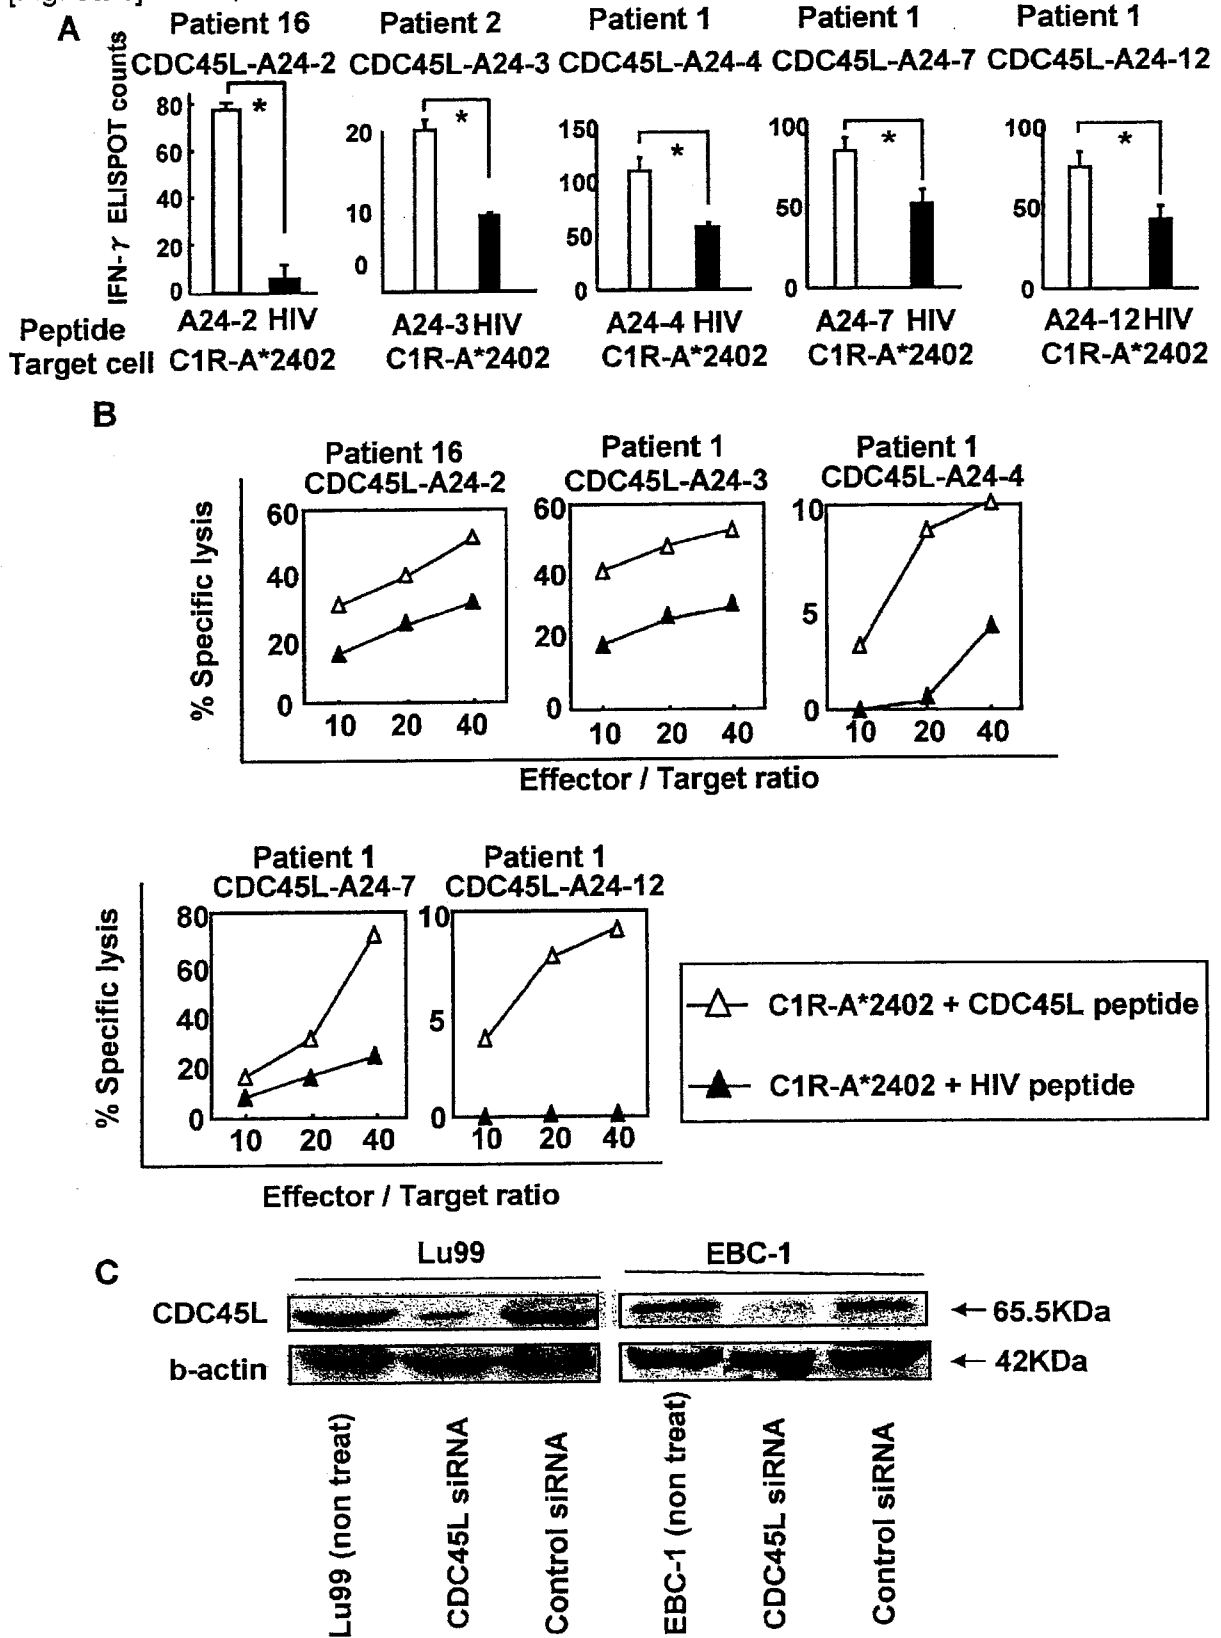 A
Patient 16
Patient 2
Patient 1
Patient 1
Patient 1
CDC45L-A24-2
CDC45L-A24-3
CDC45L-A24-4
CDC45L-A24-7
CDC45L-A24-12
IFN-γ ELISPOT counts
80
60
40
20
0
*
20
10
0
*
150
100
50
0
*
100
50
0
*
100
50
0
*
Peptide
A24-2 HIV
A24-3 HIV
A24-4 HIV
A24-7 HIV
A24-12 HIV
Target cell
C1R-A*2402
C1R-A*2402
C1R-A*2402
C1R-A*2402
C1R-A*2402
B
Patient 16
CDC45L-A24-2
Patient 1
CDC45L-A24-3
Patient 1
CDC45L-A24-4
% Specific lysis
60
40
20
0
10 20 40
60
40
20
0
10 20 40
10
5
0
10 20 40
Effector / Target ratio
Patient 1
CDC45L-A24-7
Patient 1
CDC45L-A24-12
% Specific lysis
80
60
40
20
0
10 20 40
10
5
0
10 20 40
Effector / Target ratio
C1R-A*2402 + CDC45L peptide
C1R-A*2402 + HIV peptide
C
Lu99
EBC-1
CDC45L
65.5KDa
b-actin
42KDa
Lu99 (non treat)
CDC45L siRNA
Control siRNA
EBC-1 (non treat)
CDC45L siRNA
Control siRNA